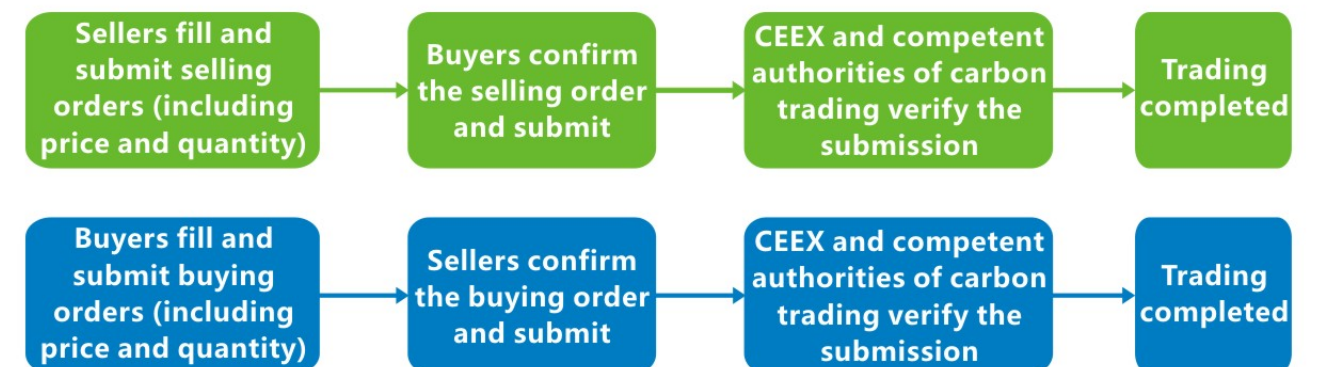 Sellers fill and
submit selling
orders (including
price and quantity)
Buyers confirm
the selling order
and submit
CEEX and competent
authorities of carbon
trading verify the
submission
Trading
completed
Buyers fill and
submit buying
orders (including
price and quantity)
Sellers confirm
the buying order
and submit
CEEX and competent
authorities of carbon
trading verify the
submission
Trading
completed